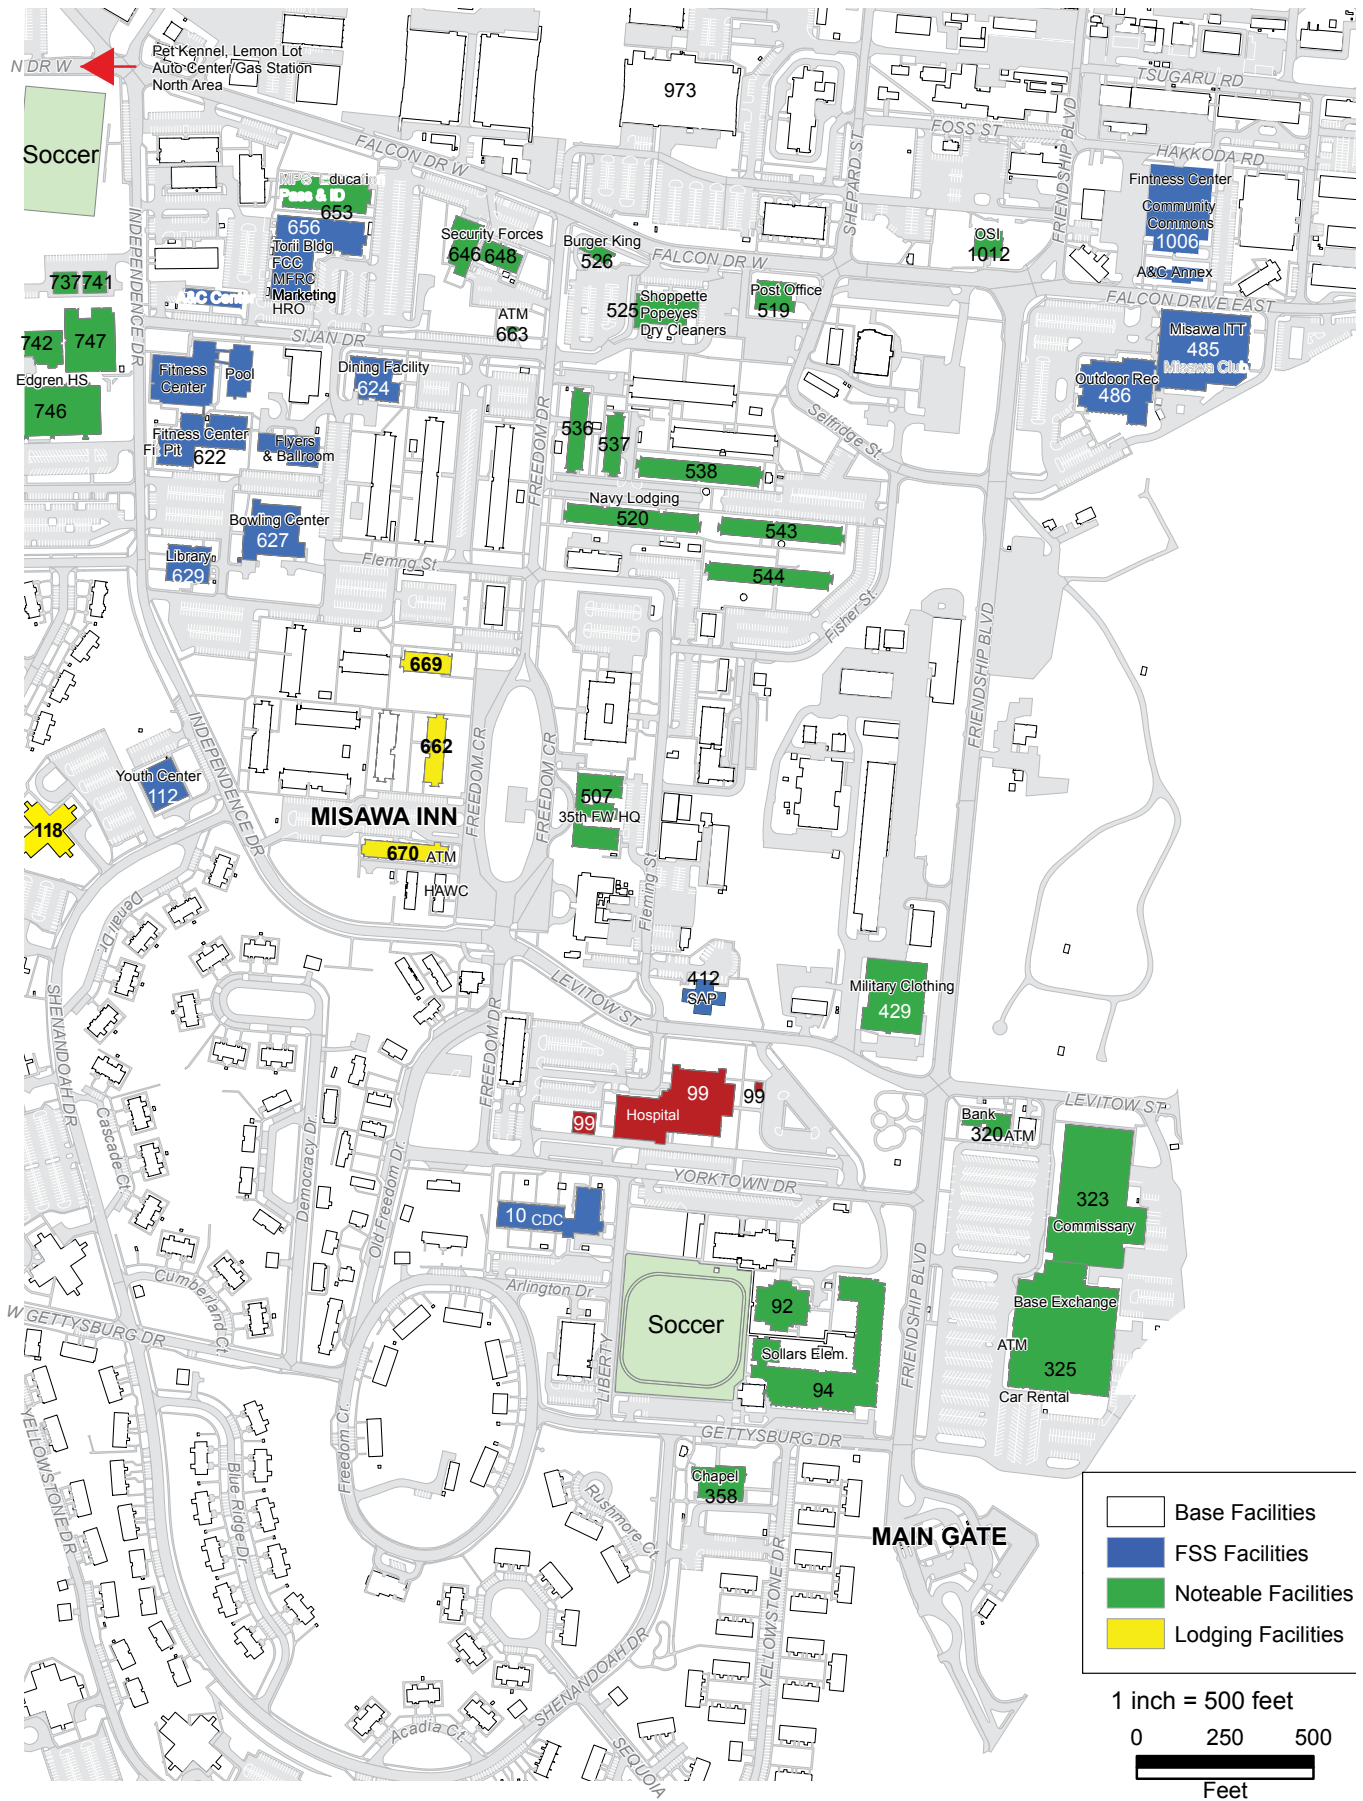 N DR W
Pet Kennel, Lemon Lot
Auto Center/Gas Station
North Area
973
TSUGARU RD
FOSS ST
HAKKODA RD
FRIENDSHIP BLVD
SHEPARD ST
FALCON DR W
Soccer
MPS Educa
Pass & ID
653
656
Torii Bldg
FCC
MFRC
Marketing
HRO
Security Forces
646
648
Burger King
526
FALCON DR W
OSI
1012
Fintness Center
Community
Commons
1006
A&C Annex
FALCON DRIVE EAST
INDEPENDENCE DR
737
741
742
747
Edgren HS
746
A&C Center
SIJAN DR
ATM
663
525
Shoppette
Popeyes
Dry Cleaners
Post Office
519
Misawa ITT
485
Misawa Club
Outdoor Rec
486
Fitness
Center
Pool
Dining Facility
624
Fitness Center
Fit Pit
622
Flyers
& Ballroom
FREEDOM DR
536
537
538
Selfridge St.
Navy Lodging
520
543
544
Bowling Center
627
Library
629
Flemng St.
Fisher St.
FRIENDSHIP BLVD
669
662
INDEPENDENCE DR
FREEDOM CR
FREEDOM CR
Youth Center
112
118
MISAWA INN
670
ATM
HAWC
507
35th FW HQ
Fleming St.
Denali Dr.
SHENANDOAH DR
LEVITOW ST
412
SAP
Military Clothing
429
FREEDOM DR
Hospital
99
99
99
LEVITOW ST
Bank
320
ATM
Cascade Ct.
Democracy Dr.
Old Freedom Dr.
YORKTOWN DR
10 CDC
323
Commissary
Cumberland Ct.
Arlington Dr
W GETTYSBURG DR
Soccer
92
Sollars Elem.
94
FRIENDSHIP BLVD
Base Exchange
ATM
325
Car Rental
LIBERTY
GETTYSBURG DR
YELLOWSTONE DR
Blue Ridge Dr.
Freedom Cr.
Chapel
358
Rushmore Ct.
MAIN GATE
YELLOWSTONE DR
SHENANDOAH DR
Acadia Ct.
SEQUOIA
Base Facilities
FSS Facilities
Noteable Facilities
Lodging Facilities
1 inch = 500 feet
0 250 500
Feet